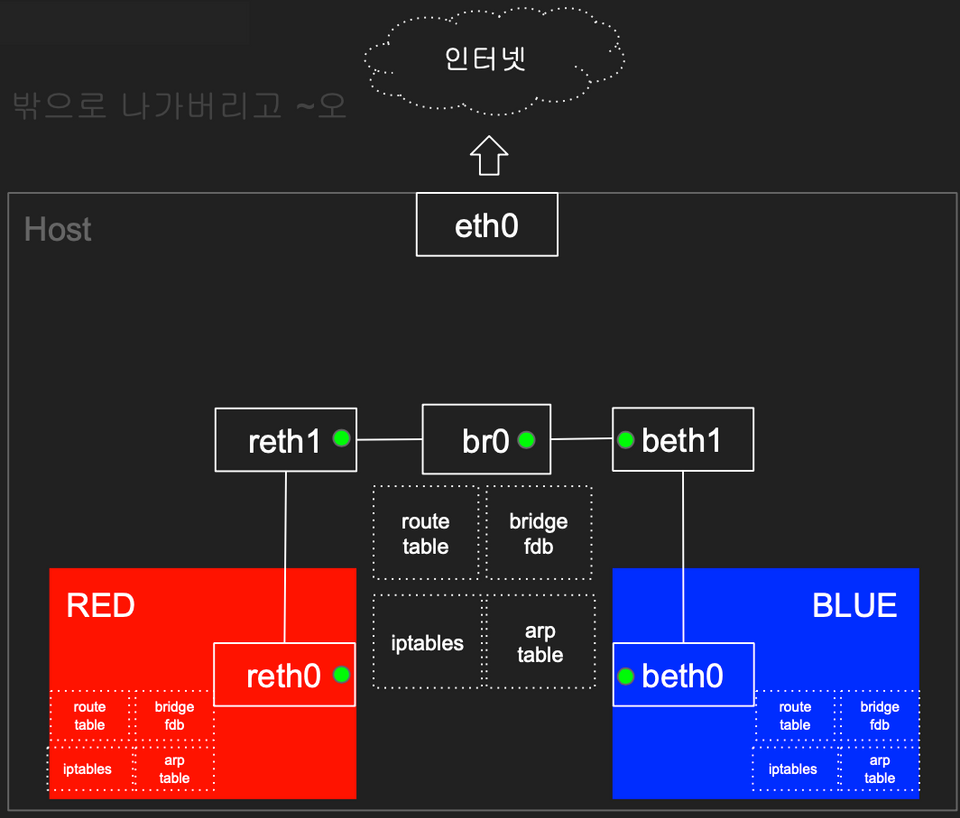 인터넷
밖으로 나가버리고 ~오
Host
eth0
reth1
br0
beth1
route
table
bridge
fdb
iptables
arp
table
RED
reth0
route
table
bridge
fdb
iptables
arp
table
BLUE
beth0
route
table
bridge
fdb
iptables
arp
table